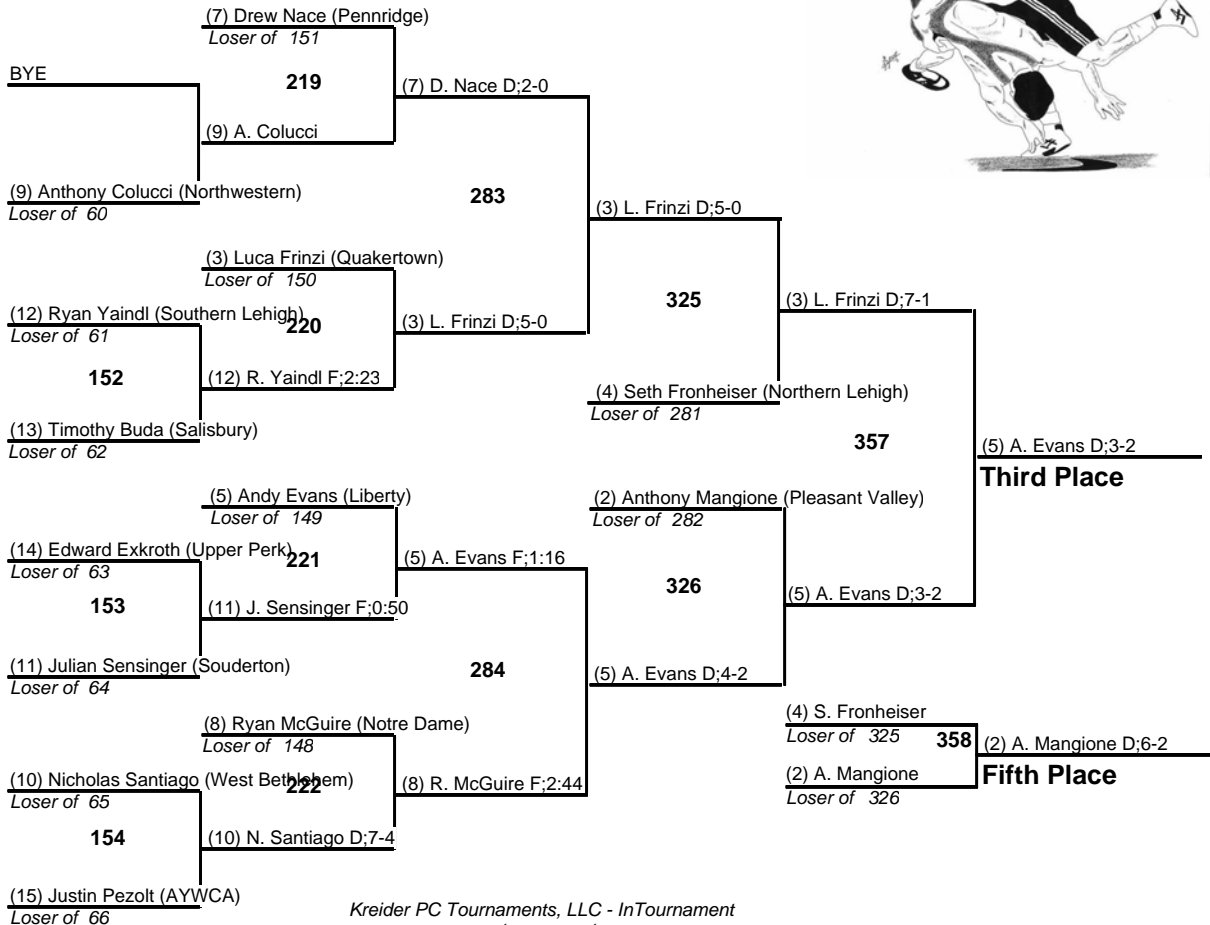 (7) Drew Nace (Pennridge)
Loser of 151
BYE
219
(7) D. Nace D;2-0
(9) A. Colucci
(9) Anthony Colucci (Northwestern)
Loser of 60
283
(3) L. Frinzi D;5-0
(3) Luca Frinzi (Quakertown)
Loser of 150
(12) Ryan Yaindl (Southern Lehigh)
Loser of 61
220
(3) L. Frinzi D;5-0
325
(3) L. Frinzi D;7-1
152
(12) R. Yaindl F;2:23
(4) Seth Fronheiser (Northern Lehigh)
Loser of 281
(13) Timothy Buda (Salisbury)
Loser of 62
357
(5) A. Evans D;3-2
Third Place
(5) Andy Evans (Liberty)
Loser of 149
(2) Anthony Mangione (Pleasant Valley)
Loser of 282
(14) Edward Exkroth (Upper Perk)
Loser of 63
221
(5) A. Evans F;1:16
326
(5) A. Evans D;3-2
153
(11) J. Sensinger F;0:50
(11) Julian Sensinger (Souderton)
Loser of 64
284
(5) A. Evans D;4-2
(8) Ryan McGuire (Notre Dame)
Loser of 148
(4) S. Fronheiser
Loser of 325
358
(2) A. Mangione D;6-2
Fifth Place
(10) Nicholas Santiago (West Bethlehem)
Loser of 65
222
(8) R. McGuire F;2:44
(2) A. Mangione
Loser of 326
154
(10) N. Santiago D;7-4
(15) Justin Pezolt (AYWCA)
Loser of 66
Kreider PC Tournaments, LLC - InTournament